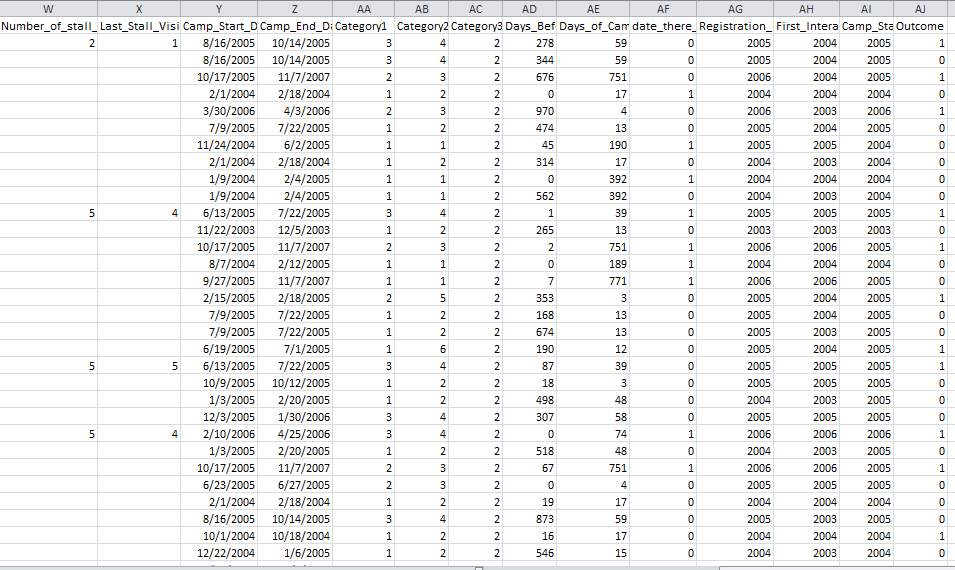 W X Y Z AA AB AC AD AE AF AG AH AI AJ
Number_of_stall_ Last_Stall_Visi Camp_Start_D Camp_End_Da Category1 Category2 Category3 Days_Befo Days_of_Cam date_there_ Registration_ First_Intera Camp_Sta Outcome
2 1 8/16/2005 10/14/2005 3 4 2 278 59 0 2005 2004 2005 1
8/16/2005 10/14/2005 3 4 2 344 59 0 2005 2004 2005 0
10/17/2005 11/7/2007 2 3 2 676 751 0 2006 2004 2005 1
2/1/2004 2/18/2004 1 2 2 0 17 1 2004 2004 2004 0
3/30/2006 4/3/2006 2 3 2 970 4 0 2006 2003 2006 1
7/9/2005 7/22/2005 1 2 2 474 13 0 2005 2004 2005 0
11/24/2004 6/2/2005 1 1 2 45 190 1 2005 2005 2004 0
2/1/2004 2/18/2004 1 2 2 314 17 0 2004 2003 2004 0
1/9/2004 2/4/2005 1 1 2 0 392 1 2004 2004 2004 0
1/9/2004 2/4/2005 1 1 2 562 392 0 2004 2003 2004 0
5 4 6/13/2005 7/22/2005 3 4 2 1 39 1 2005 2005 2005 1
11/22/2003 12/5/2003 1 2 2 265 13 0 2003 2003 2003 0
10/17/2005 11/7/2007 2 3 2 2 751 1 2006 2006 2005 1
8/7/2004 2/12/2005 1 1 2 0 189 1 2004 2004 2004 0
9/27/2005 11/7/2007 1 1 2 7 771 1 2006 2006 2005 0
2/15/2005 2/18/2005 2 5 2 353 3 0 2005 2004 2005 1
7/9/2005 7/22/2005 1 2 2 168 13 0 2005 2005 2005 0
7/9/2005 7/22/2005 1 2 2 674 13 0 2005 2003 2005 0
6/19/2005 7/1/2005 1 6 2 190 12 0 2005 2004 2005 1
5 5 6/13/2005 7/22/2005 3 4 2 87 39 0 2005 2005 2005 1
10/9/2005 10/12/2005 1 2 2 18 3 0 2005 2005 2005 0
1/3/2005 2/20/2005 1 2 2 498 48 0 2004 2003 2005 0
12/3/2005 1/30/2006 3 4 2 307 58 0 2005 2005 2005 0
5 4 2/10/2006 4/25/2006 3 4 2 0 74 1 2006 2006 2006 1
1/3/2005 2/20/2005 1 2 2 518 48 0 2004 2003 2005 0
10/17/2005 11/7/2007 2 3 2 67 751 1 2006 2006 2005 1
6/23/2005 6/27/2005 2 3 2 0 4 0 2005 2005 2005 0
2/1/2004 2/18/2004 1 2 2 19 17 0 2004 2004 2004 0
8/16/2005 10/14/2005 3 4 2 873 59 0 2005 2003 2005 0
10/1/2004 10/18/2004 1 2 2 16 17 0 2004 2004 2004 1
12/22/2004 1/6/2005 1 2 2 546 15 0 2004 2003 2004 0